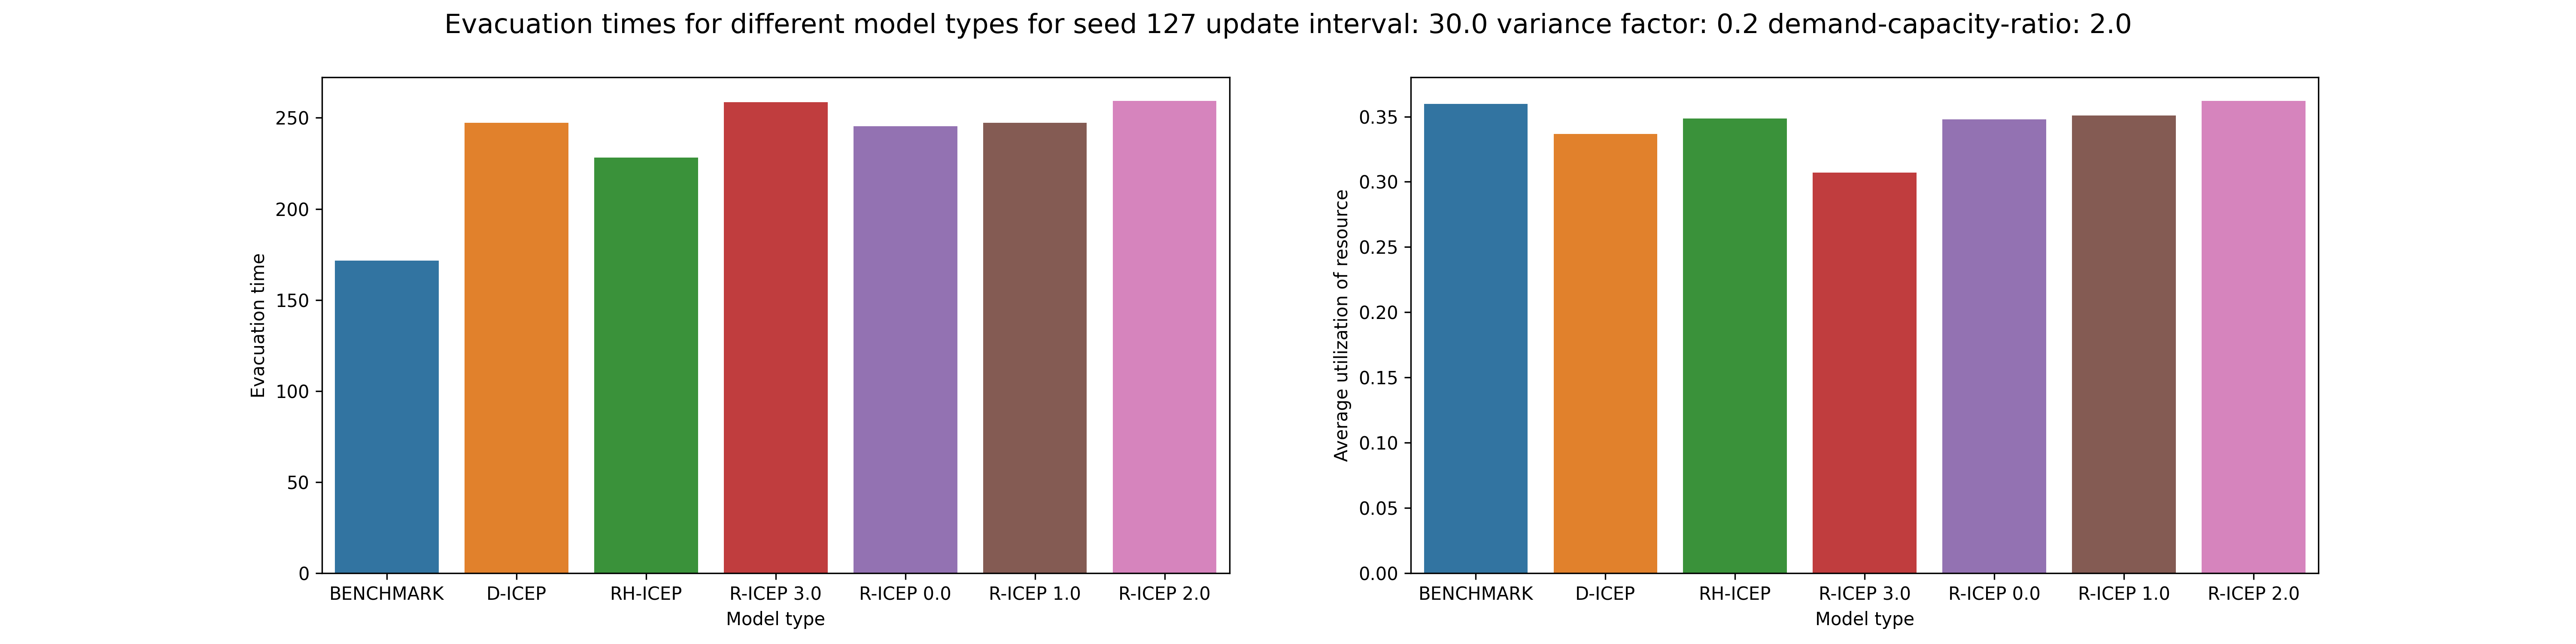 Evacuation times for different model types for seed 127 update interval: 30.0 variance factor: 0.2 demand-capacity-ratio: 2.0
Evacuation time
250
200
150
100
50
0
BENCHMARK D-ICEP RH-ICEP R-ICEP 3.0 R-ICEP 0.0 R-ICEP 1.0 R-ICEP 2.0
Model type
Average utilization of resource
0.35
0.30
0.25
0.20
0.15
0.10
0.05
0.00
BENCHMARK D-ICEP RH-ICEP R-ICEP 3.0 R-ICEP 0.0 R-ICEP 1.0 R-ICEP 2.0
Model type